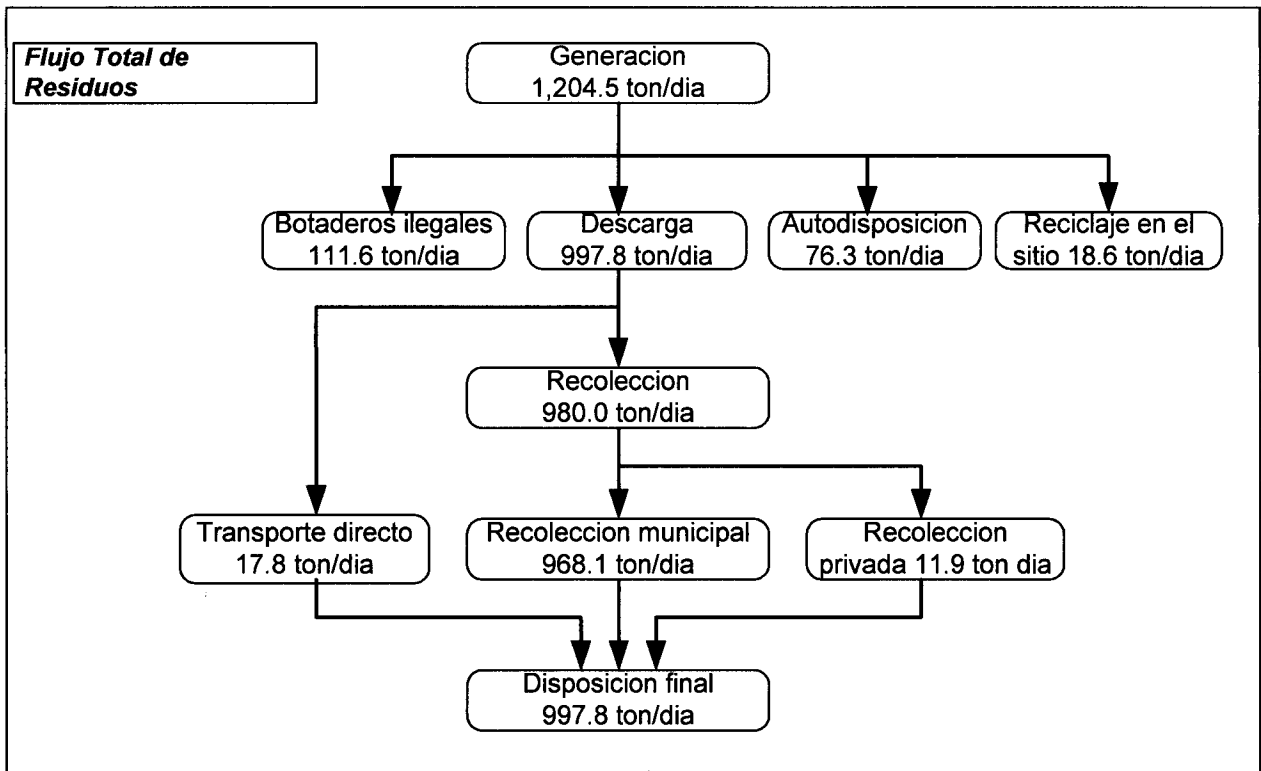 Flujo Total de
Residuos
Generacion
1,204.5 ton/dia
Botaderos ilegales
111.6 ton/dia
Descarga
997.8 ton/dia
Autodisposicion
76.3 ton/dia
Reciclaje en el
sitio 18.6 ton/dia
Recoleccion
980.0 ton/dia
Transporte directo
17.8 ton/dia
Recoleccion municipal
968.1 ton/dia
Recoleccion
privada 11.9 ton dia
Disposicion final
997.8 ton/dia